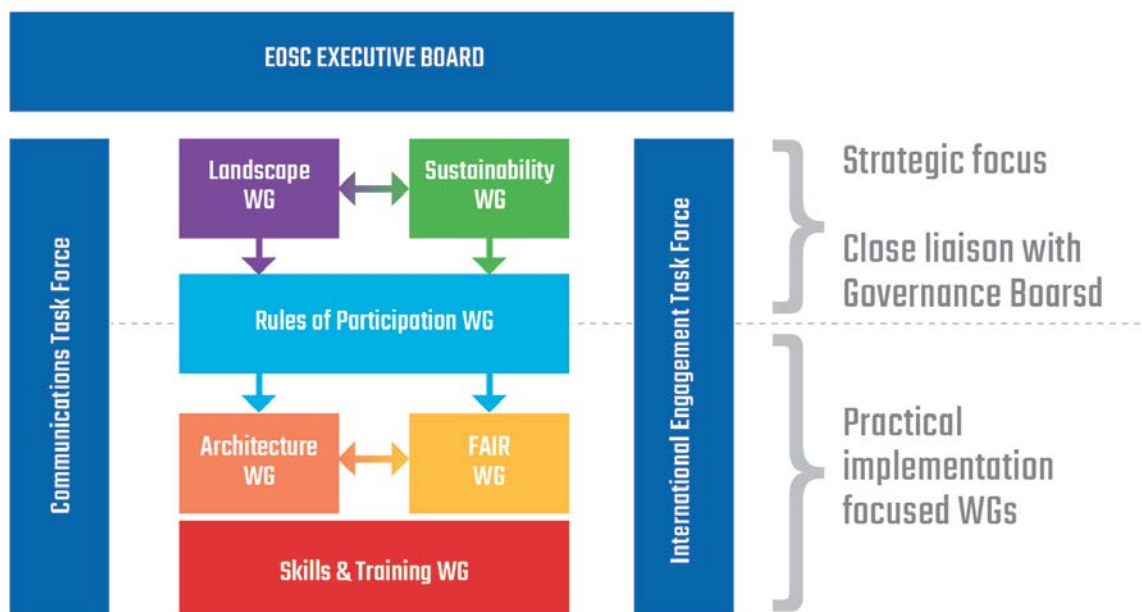 EOSC EXECUTIVE BOARD
Communications Task Force
Landscape
WG
Sustainability
WG
Rules of Participation WG
Architecture
WG
FAIR
WG
Skills & Training WG
International Engagement Task Force
Strategic focus
Close liaison with
Governance Boarsd
Practical
implementation
focused WGs